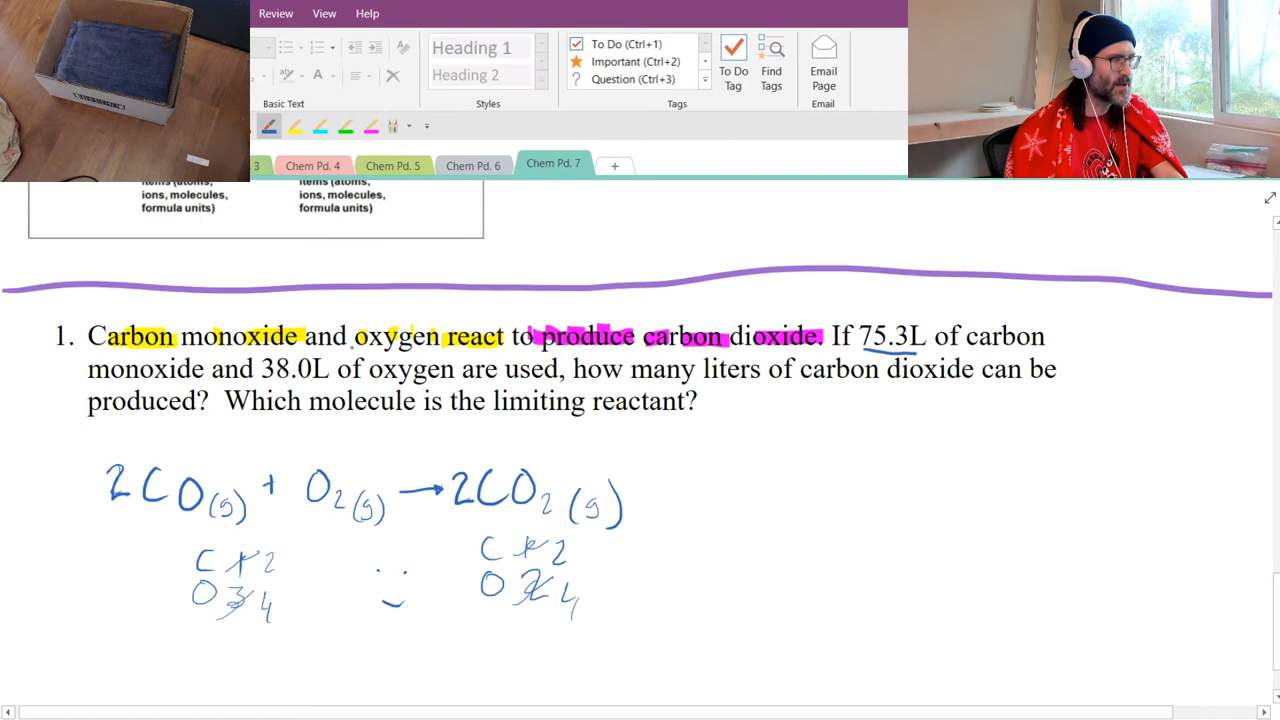 Review View Help
Heading 1
Heading 2
To Do (Ctrl+1)
Important (Ctrl+2)
Question (Ctrl+3)
To Do Tag
Find Tags
Email Page
Basic Text
Styles
Tags
Email
3 Chem Pd. 4 Chem Pd. 5 Chem Pd. 6 Chem Pd. 7 +
items (atoms, items (atoms,
ions, molecules, ions, molecules,
formula units) formula units)
1. Carbon monoxide and oxygen react to produce carbon dioxide. If 75.3L of carbon
monoxide and 38.0L of oxygen are used, how many liters of carbon dioxide can be
produced? Which molecule is the limiting reactant?
2CO(g) + O2(g) → 2CO2(g)
C 1 2 C 1 2
O 3 4 O 2 4